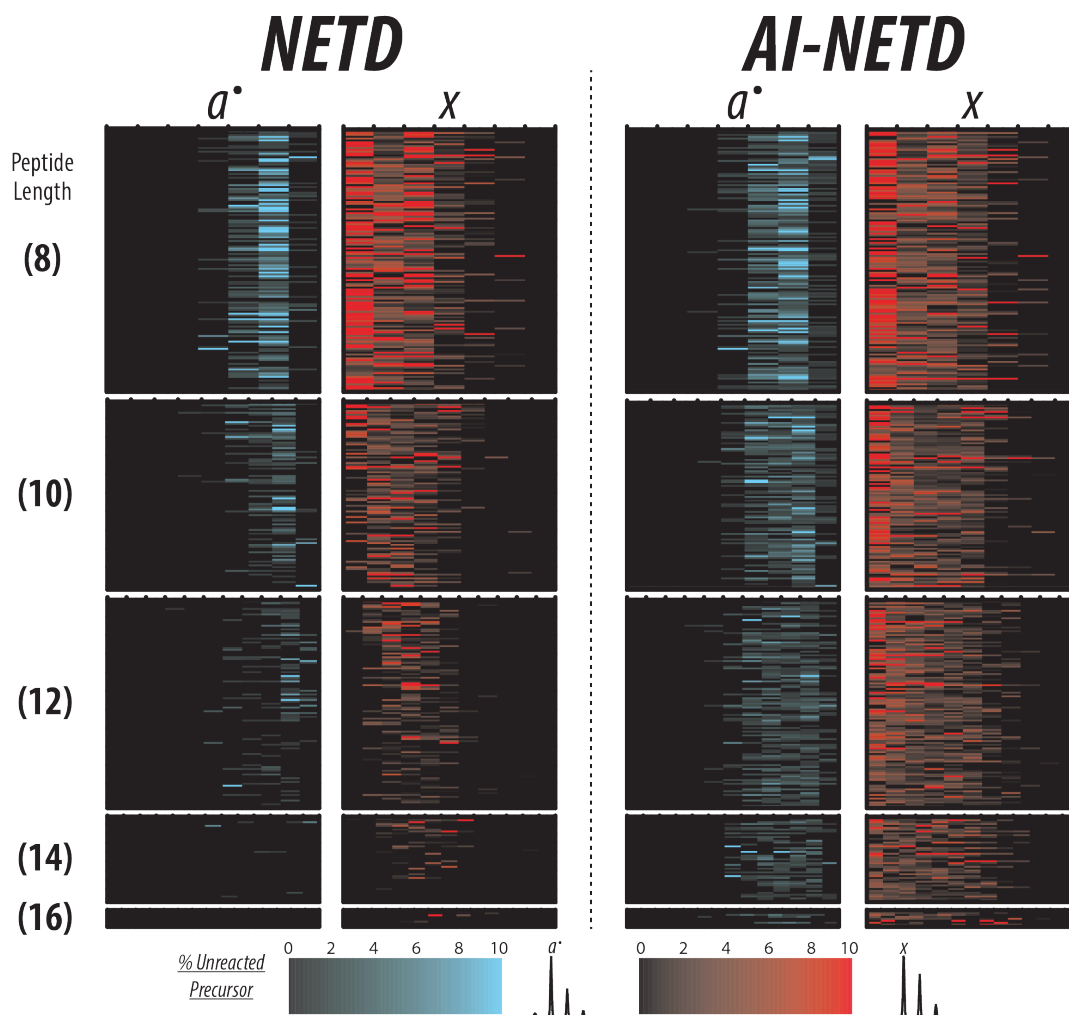 NETD AI-NETD
a• x a• x
Peptide
Length
(8)
(10)
(12)
(14)
(16)
% Unreacted
Precursor
0 2 4 6 8 10
a•
0 2 4 6 8 10
x